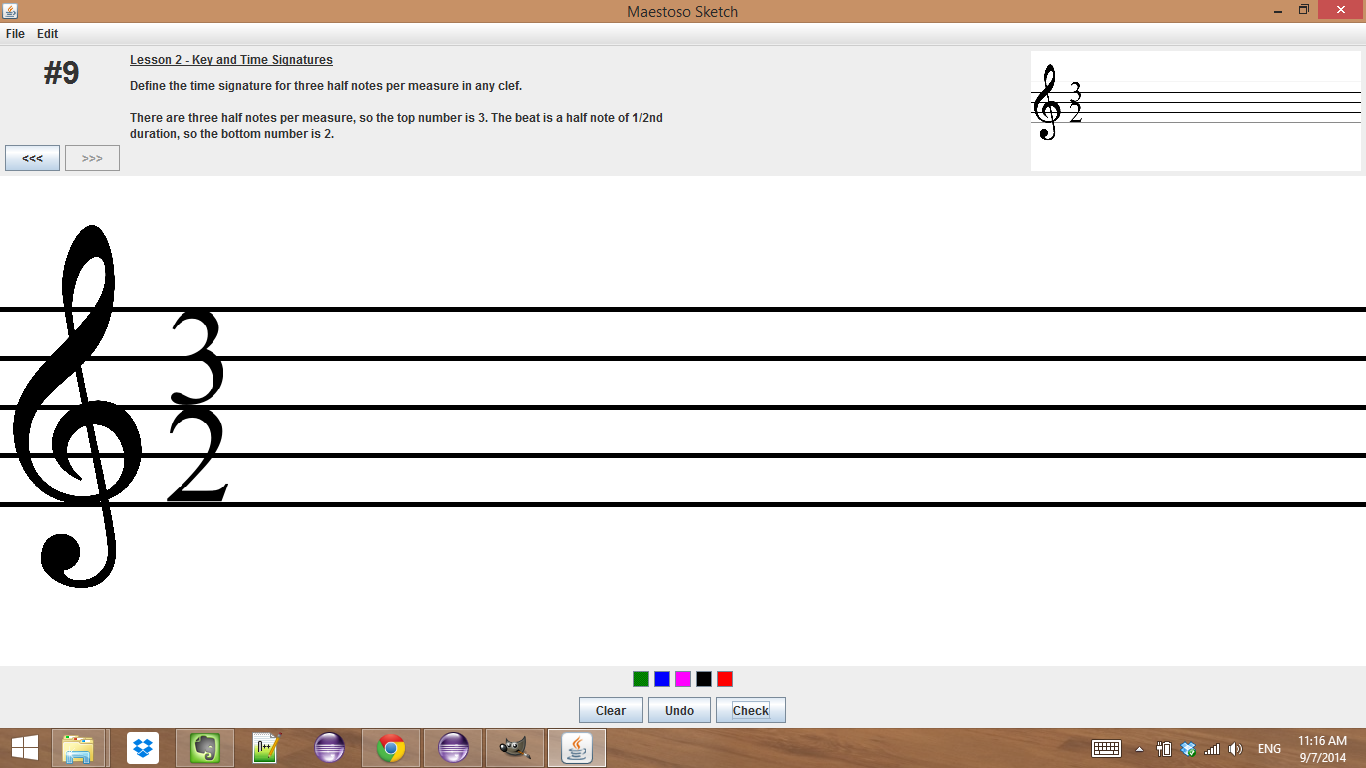 Maestoso Sketch
File Edit
#9
Lesson 2 - Key and Time Signatures
Define the time signature for three half notes per measure in any clef.
There are three half notes per measure, so the top number is 3. The beat is a half note of 1/2nd
duration, so the bottom number is 2.
<<< >>>
3
2
3
2
Clear Undo Check
ENG
11:16 AM
9/7/2014